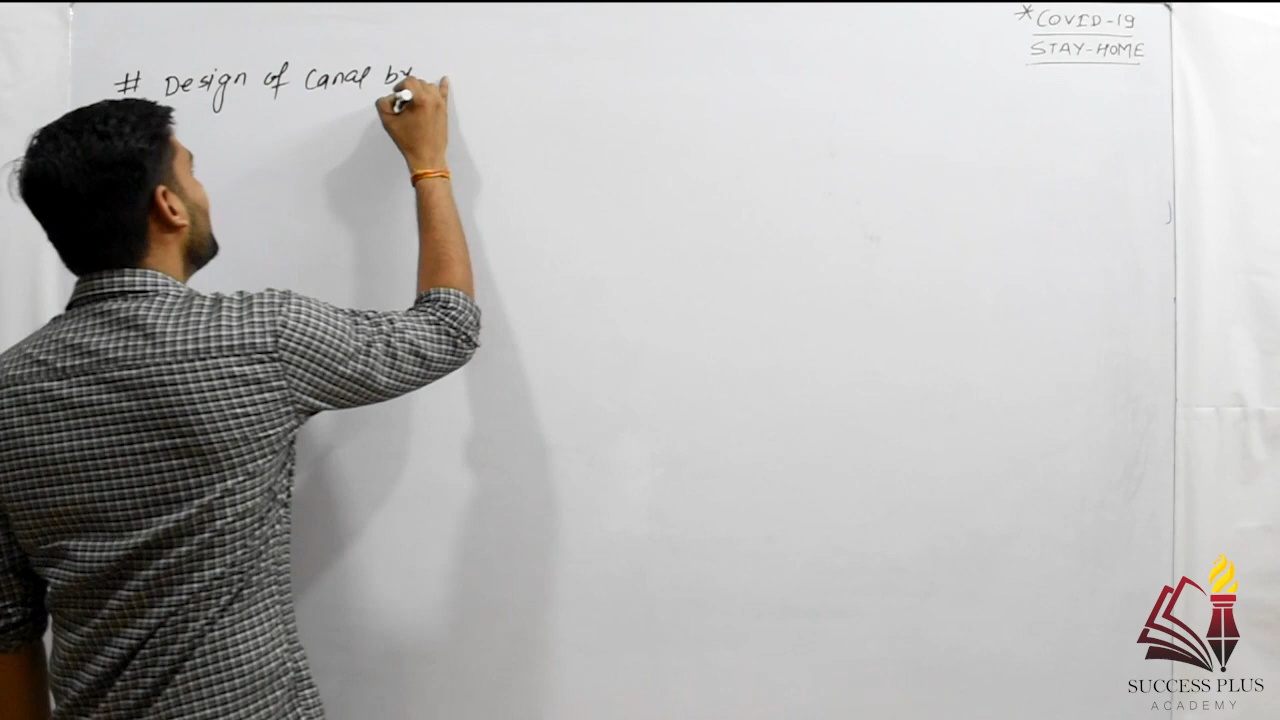 *COVID-19
STAY-HOME
# Design of Canal by
SUCCESS PLUS
ACADEMY